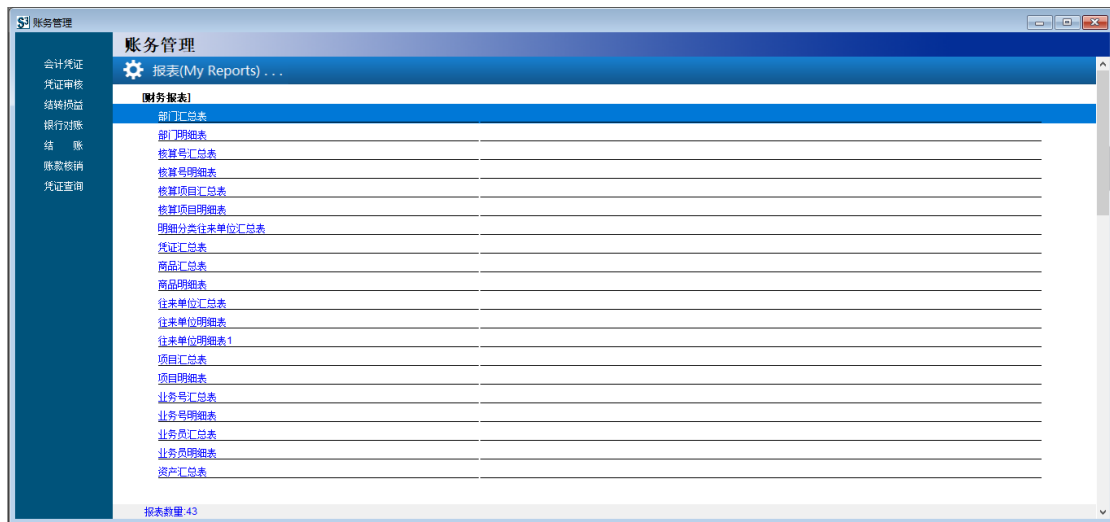 S3 账务管理
账务管理
会计凭证
凭证审核
结转损益
银行对账
结 账
账款核销
凭证查询
报表(My Reports) . . .
[财务报表]
部门汇总表
部门明细表
核算号汇总表
核算号明细表
核算项目汇总表
核算项目明细表
明细分类往来单位汇总表
凭证汇总表
商品汇总表
商品明细表
往来单位汇总表
往来单位明细表
往来单位明细表1
项目汇总表
项目明细表
业务号汇总表
业务号明细表
业务员汇总表
业务员明细表
资产汇总表
报表数量:43